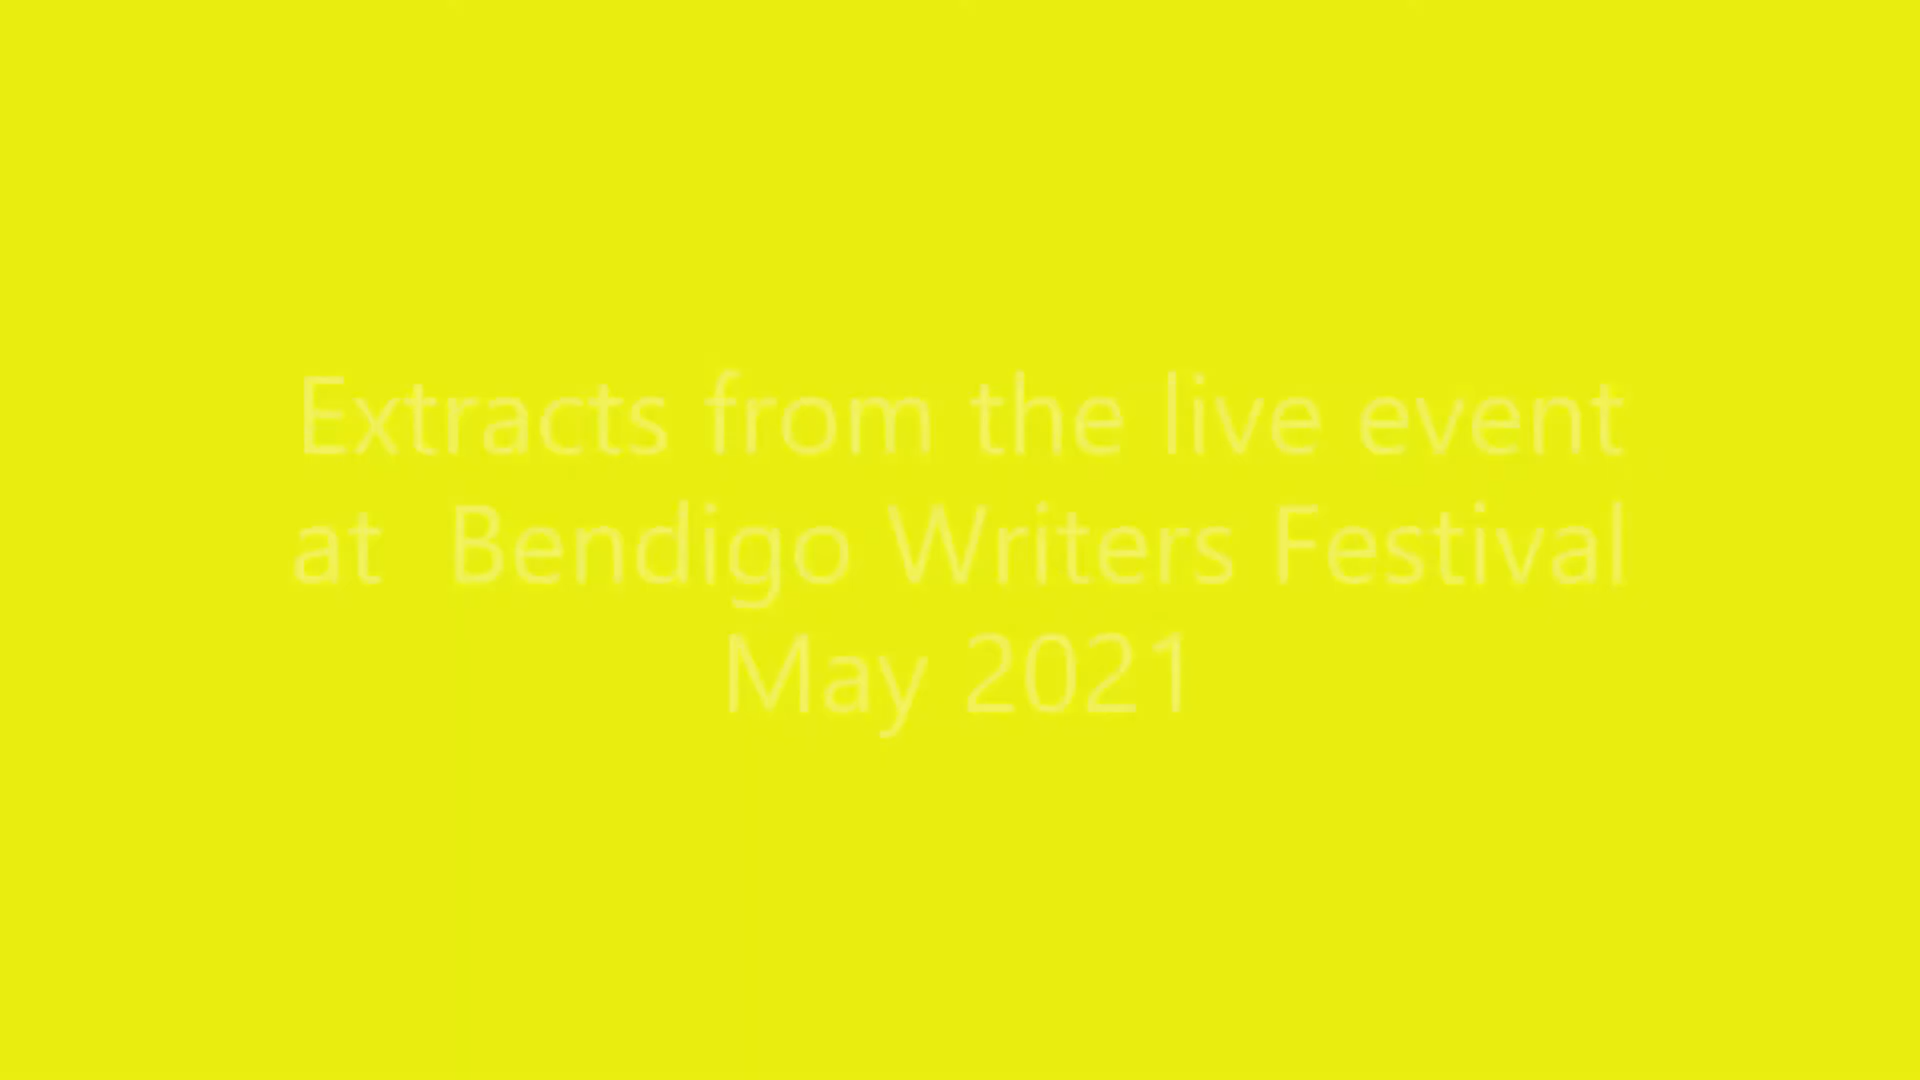 Extracts from the live event
at  Bendigo Writers Festival
May 2021